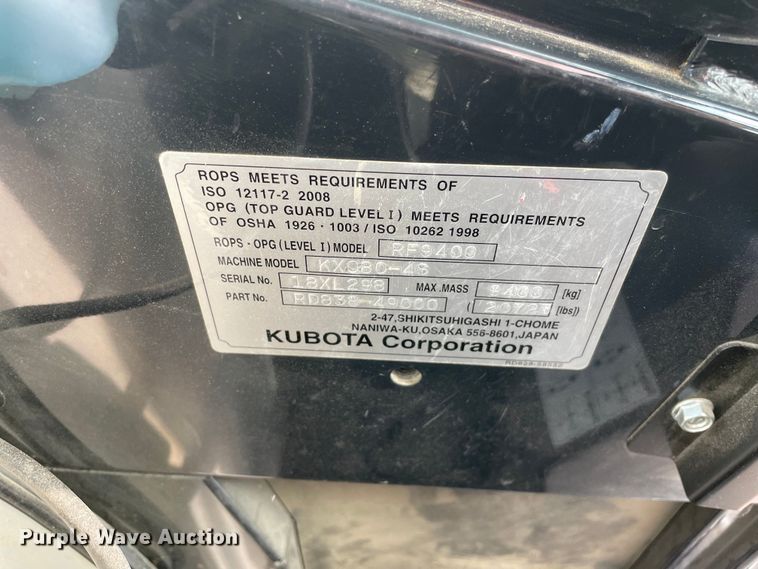 ROPS MEETS REQUIREMENTS OF
ISO 12117-2 2008
OPG (TOP GUARD LEVEL I) MEETS REQUIREMENTS
OF OSHA 1926・1003 / ISO 10262 1998
ROPS・OPG (LEVEL I) MODEL
MACHINE MODEL KX080-4S
SERIAL No. MAX.MASS [kg]
PART No. [lbs])
2-47,SHIKITSUHIGASHI 1-CHOME
NANIWA-KU,OSAKA 556-8601,JAPAN
KUBOTA Corporation
Purple Wave Auction